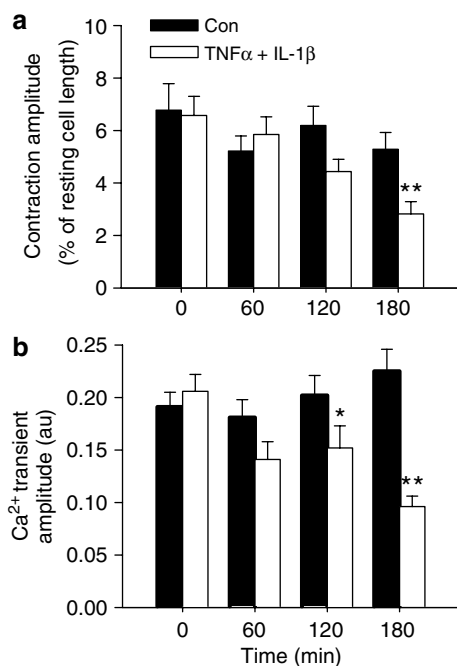 a
Con
TNFα + IL-1β
Contraction amplitude
(% of resting cell length)
10
8
6
4
2
0
**
0 60 120 180
b
Ca2+ transient
amplitude (au)
0.25
0.20
0.15
0.10
0.05
0.00
*
**
0 60 120 180
Time (min)